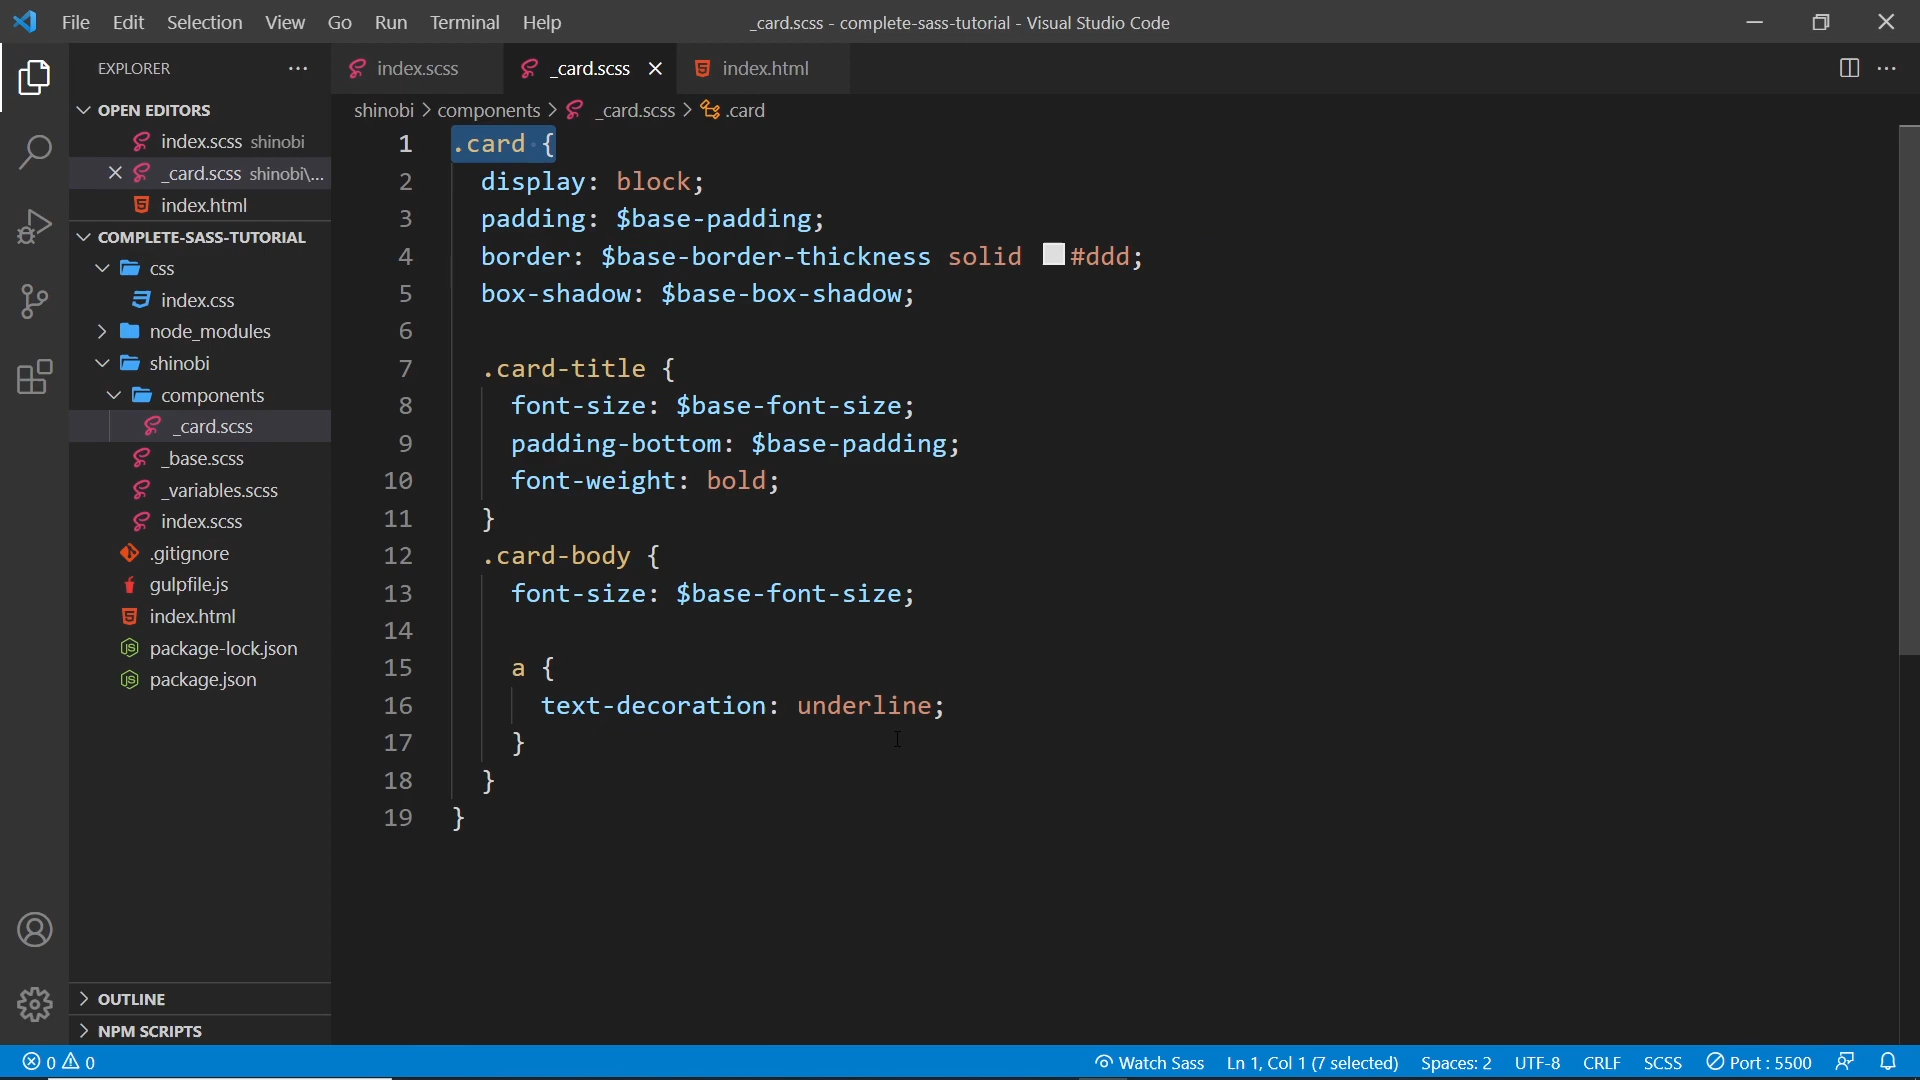 File Edit Selection View Go Run Terminal Help
_card.scss - complete-sass-tutorial - Visual Studio Code
EXPLORER
index.scss
_card.scss
index.html
OPEN EDITORS
index.scss shinobi
_card.scss shinobi\...
index.html
COMPLETE-SASS-TUTORIAL
css
index.css
node_modules
shinobi
components
_card.scss
_base.scss
_variables.scss
index.scss
.gitignore
gulpfile.js
index.html
package-lock.json
package.json
OUTLINE
NPM SCRIPTS
shinobi > components > _card.scss > .card
1 .card {
2 display: block;
3 padding: $base-padding;
4 border: $base-border-thickness solid #ddd;
5 box-shadow: $base-box-shadow;
6
7 .card-title {
8 font-size: $base-font-size;
9 padding-bottom: $base-padding;
10 font-weight: bold;
11 }
12 .card-body {
13 font-size: $base-font-size;
14
15 a {
16 text-decoration: underline;
17 }
18 }
19 }
0 0 Watch Sass Ln 1, Col 1 (7 selected) Spaces: 2 UTF-8 CRLF SCSS Port : 5500